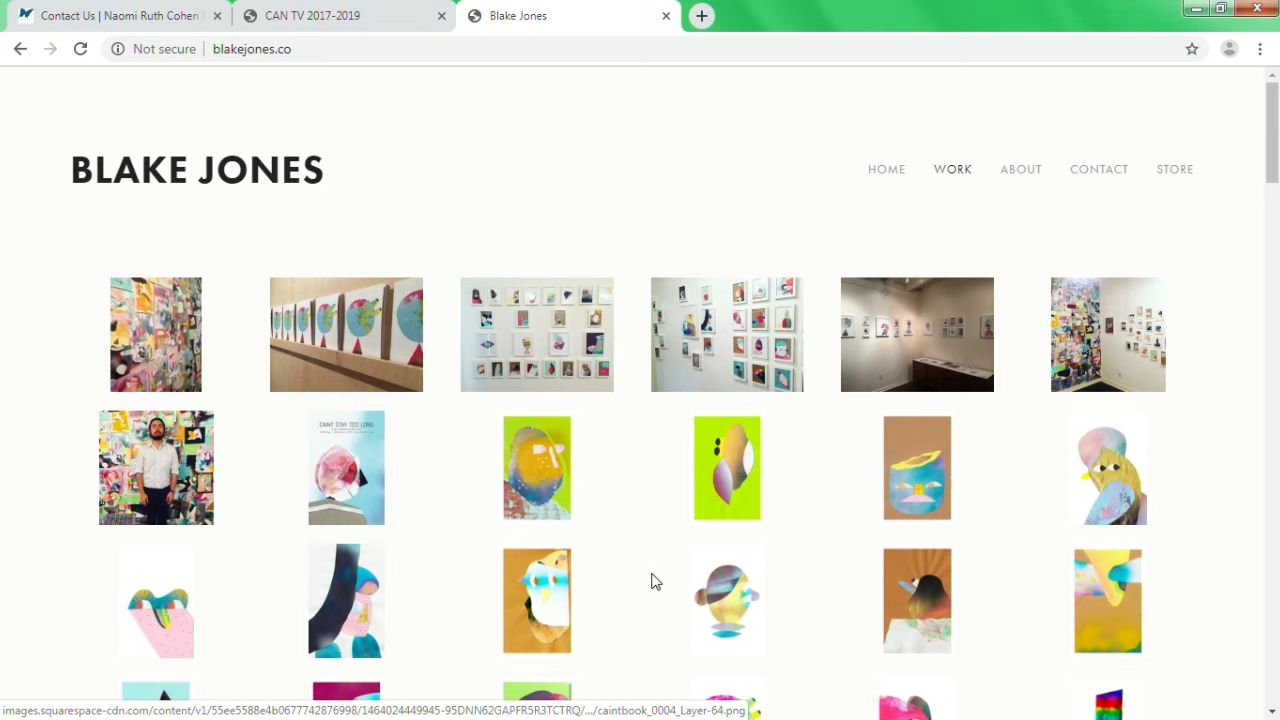 Contact Us | Naomi Ruth Cohen
CAN TV 2017-2019
Blake Jones
Not secure
blakejones.co
BLAKE JONES
HOME
WORK
ABOUT
CONTACT
STORE
CAINT STAY TOO LONG
images.squarespace-cdn.com/content/v1/55ee5588e4b0677742876998/1464024449945-95DNN62GAPFR5R3TCTRQ/.../caintbook_0004_Layer-64.png